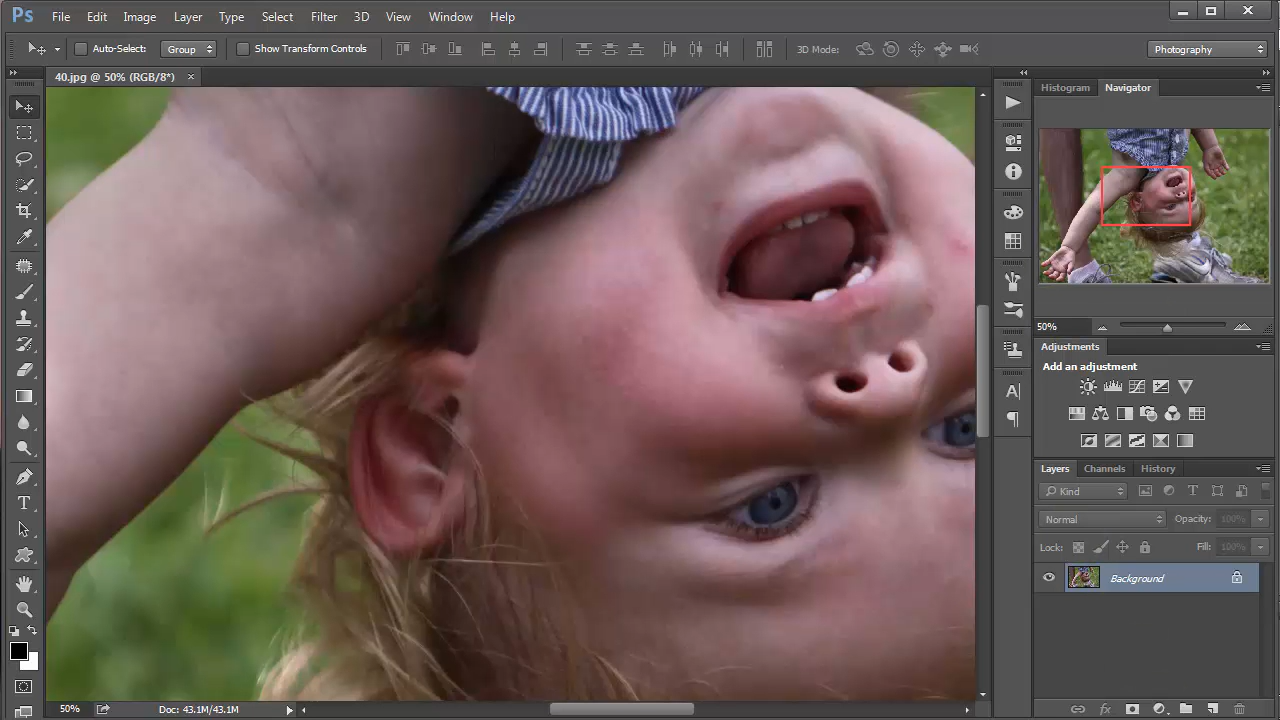 Ps File Edit Image Layer Type Select Filter 3D View Window Help
Auto-Select: Group Show Transform Controls 3D Mode: Photography
40.jpg @ 50% (RGB/8*) ×
Histogram Navigator
50%
Adjustments
Add an adjustment
Layers Channels History
Kind
Normal Opacity: 100%
Lock: Fill: 100%
Background
50% Doc: 43.1M/43.1M